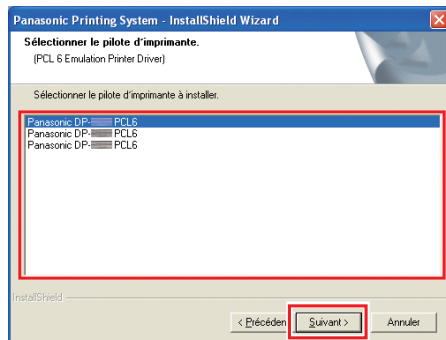 Panasonic Printing System - InstallShield Wizard
Sélectionner le pilote d'imprimante.
(PCL 6 Emulation Printer Driver)
Sélectionner le pilote d'imprimante à installer.
Panasonic DP- PCL6
Panasonic DP- PCL6
Panasonic DP- PCL6
InstallShield
< Précéden Suivant > Annuler